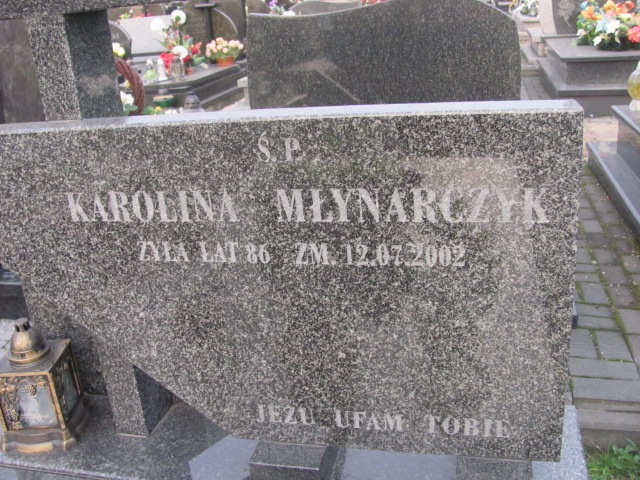 Ś.P.
KAROLINA MŁYNARCZYK
ŻYŁA LAT 86 ZM. 12.07.2002
JEZU UFAM TOBIE